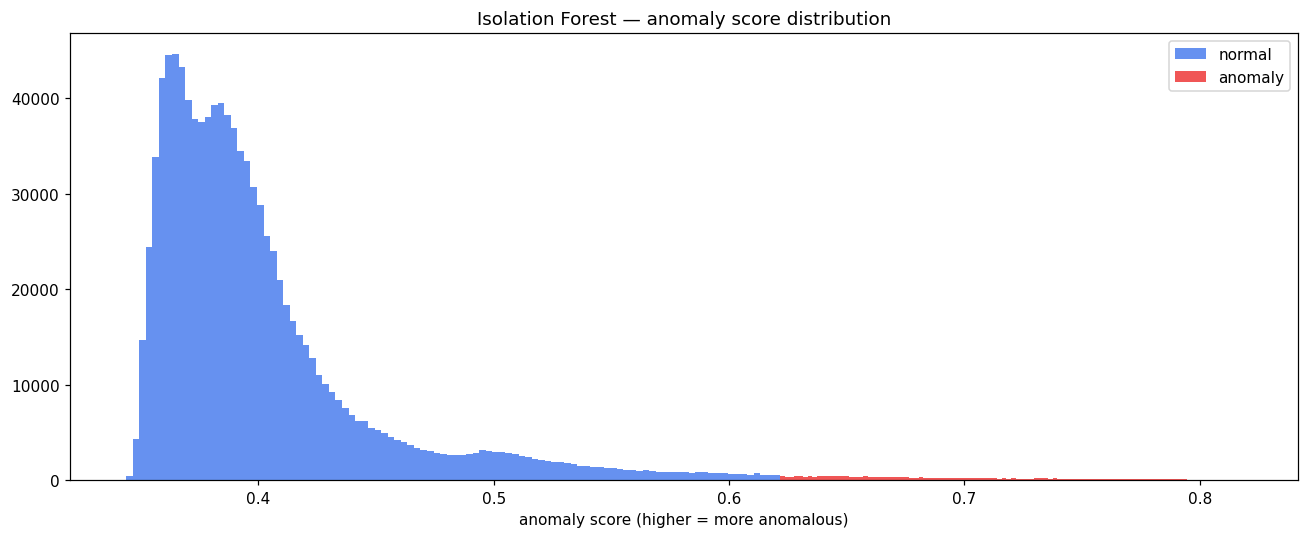 Isolation Forest — anomaly score distribution
normal
anomaly
40000
30000
20000
10000
0
0.4 0.5 0.6 0.7 0.8
anomaly score (higher = more anomalous)